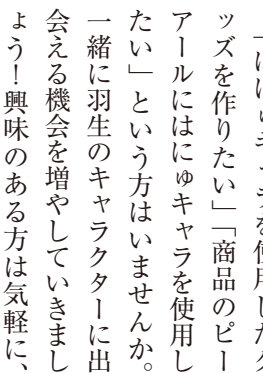 「はにゅキャラを使用したグ
ッズを作りたい」「商品のピー
アールにはにゅキャラを使用し
たい」という方はいませんか。
一緒に羽生のキャラクターに出
会える機会を増やしていきまし
ょう！興味のある方は気軽に、